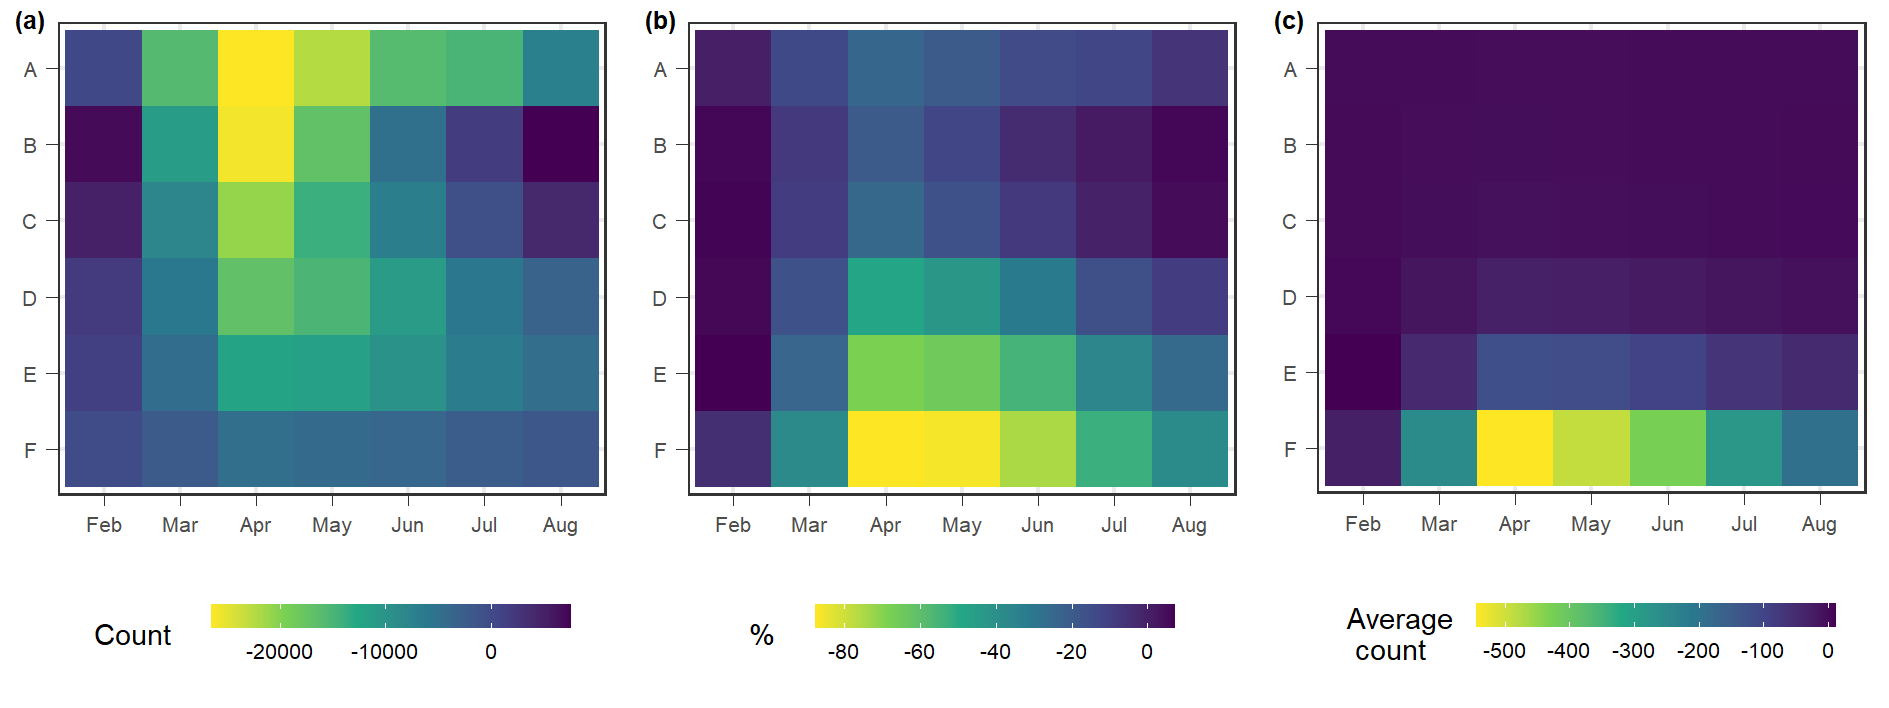 (a) (b) (c)
A A A
B B B
C C C
D D D
E E E
F F F
Feb Mar Apr May Jun Jul Aug Feb Mar Apr May Jun Jul Aug Feb Mar Apr May Jun Jul Aug
Count
-20000 -10000 0
%
-80 -60 -40 -20 0
Average
count
-500 -400 -300 -200 -100 0